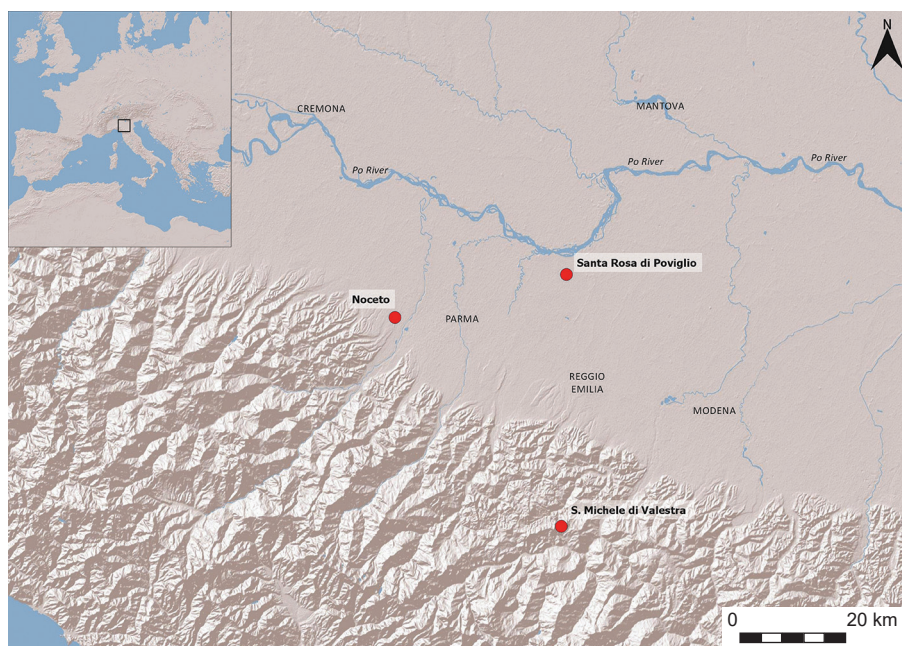 N
CREMONA
MANTOVA
Po River
Po River
Po River
Santa Rosa di Poviglio
Noceto
PARMA
REGGIO
EMILIA
MODENA
S. Michele di Valestra
0 20 km